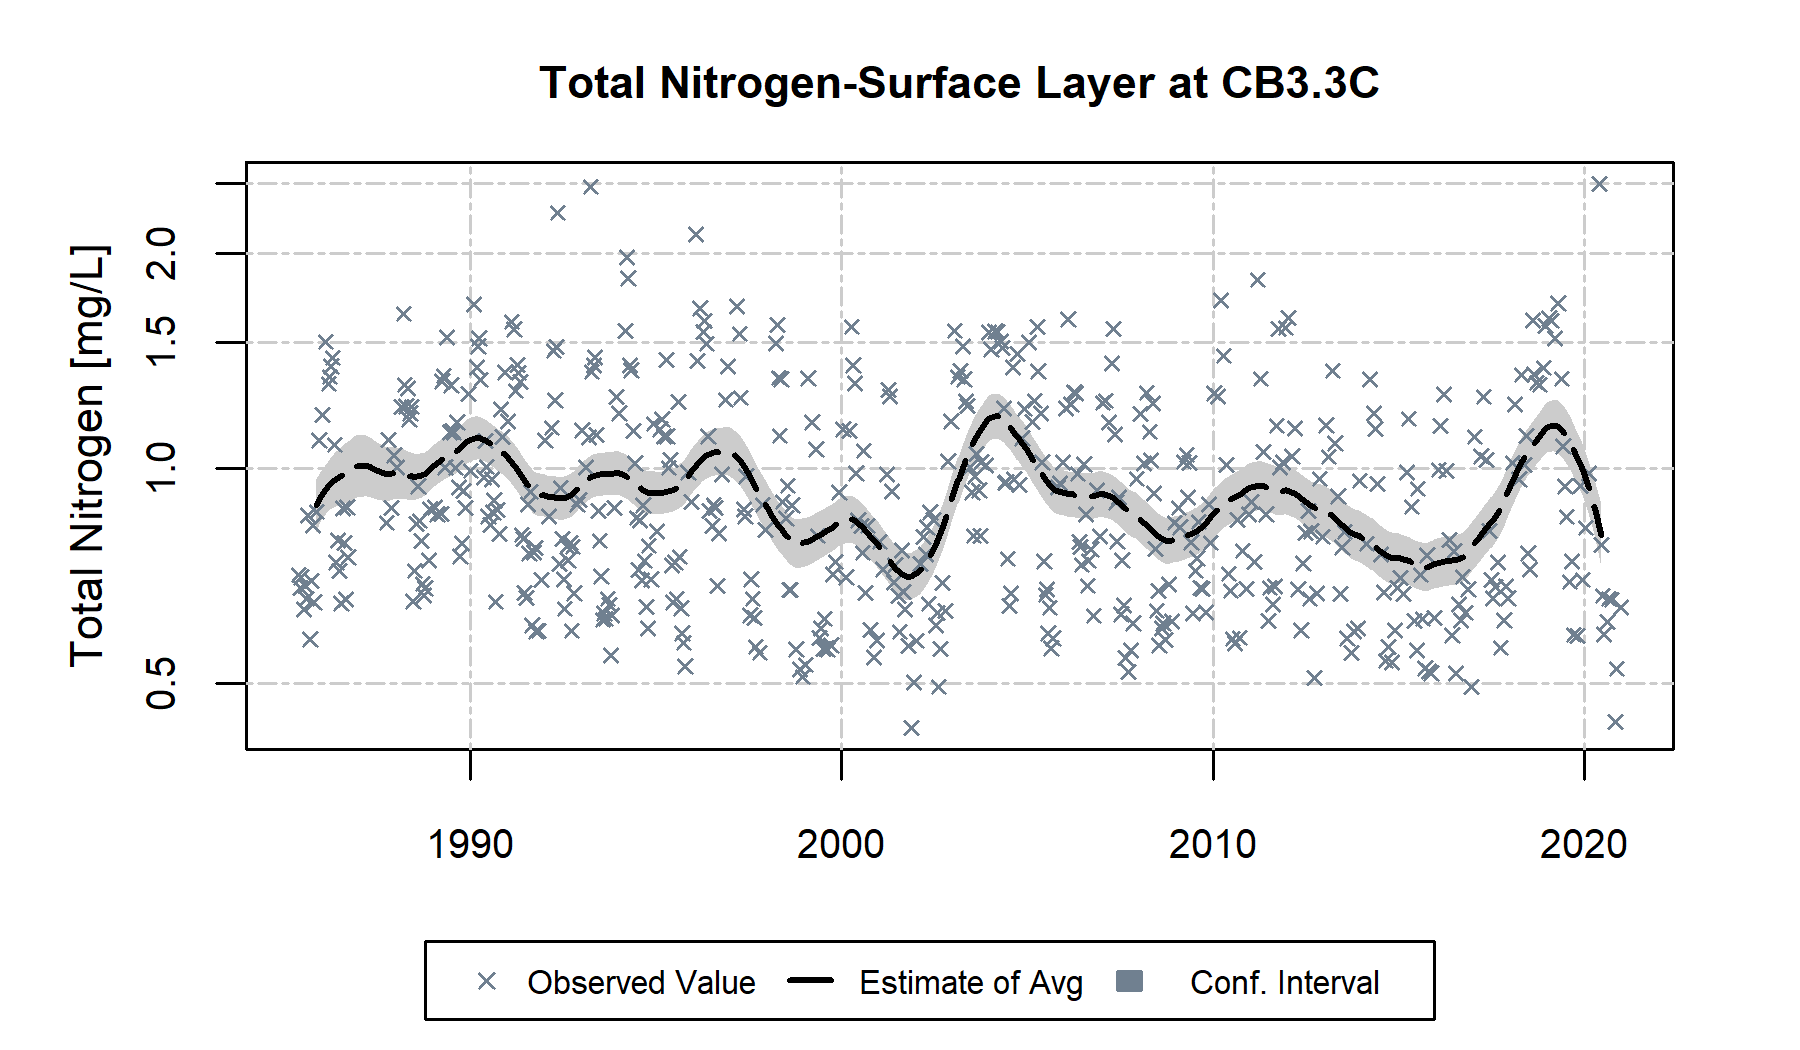 Total Nitrogen-Surface Layer at CB3.3C
Total Nitrogen [mg/L]
2.0
1.5
1.0
0.5
1990 2000 2010 2020
Observed Value Estimate of Avg Conf. Interval